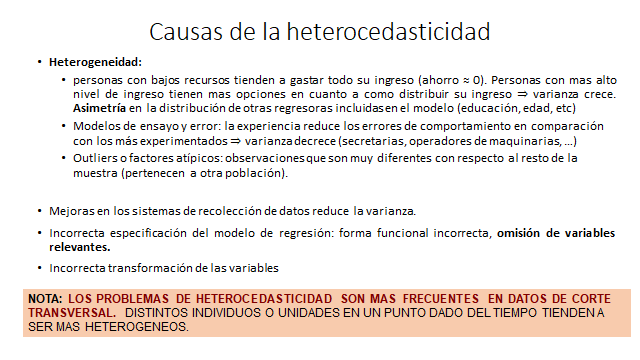 Causas de la heterocedasticidad
• Heterogeneidad:
• personas con bajos recursos tienden a gastar todo su ingreso (ahorro ≈ 0). Personas con mas alto
nivel de ingreso tienen mas opciones en cuanto a como distribuir su ingreso ⇒ varianza crece.
Asimetría en la distribución de otras regresoras incluidas en el modelo (educación, edad, etc)
• Modelos de ensayo y error: la experiencia reduce los errores de comportamiento en comparación
con los más experimentados ⇒ varianza decrece (secretarias, operadores de maquinarias, ...)
• Outliers o factores atípicos: observaciones que son muy diferentes con respecto al resto de la
muestra (pertenecen a otra población).
• Mejoras en los sistemas de recolección de datos reduce la varianza.
• Incorrecta especificación del modelo de regresión: forma funcional incorrecta, omisión de variables
relevantes.
• Incorrecta transformación de las variables
NOTA: LOS PROBLEMAS DE HETEROCEDASTICIDAD SON MAS FRECUENTES EN DATOS DE CORTE
TRANSVERSAL. DISTINTOS INDIVIDUOS O UNIDADES EN UN PUNTO DADO DEL TIEMPO TIENDEN A
SER MAS HETEROGENEOS.